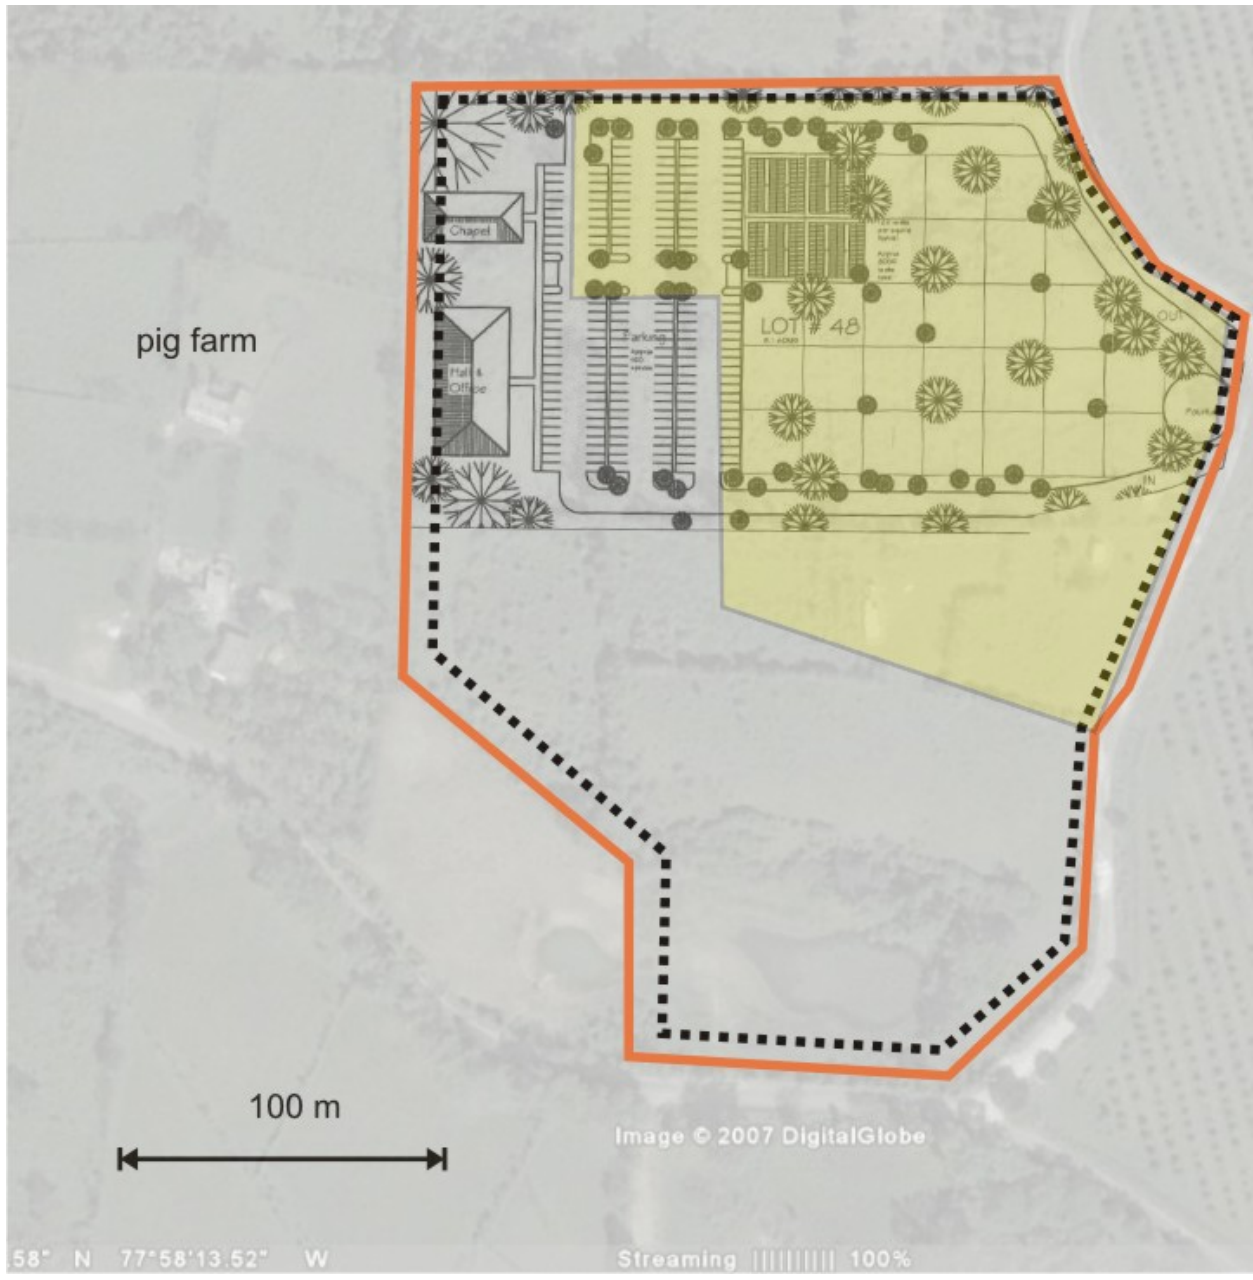 Chapel
OUT
LOT # 48
pig farm
Parking
Hall &
Office
IN
100 m
Image © 2007 DigitalGlobe
.58" N 77°58'13.52" W
Streaming |||||||||| 100%